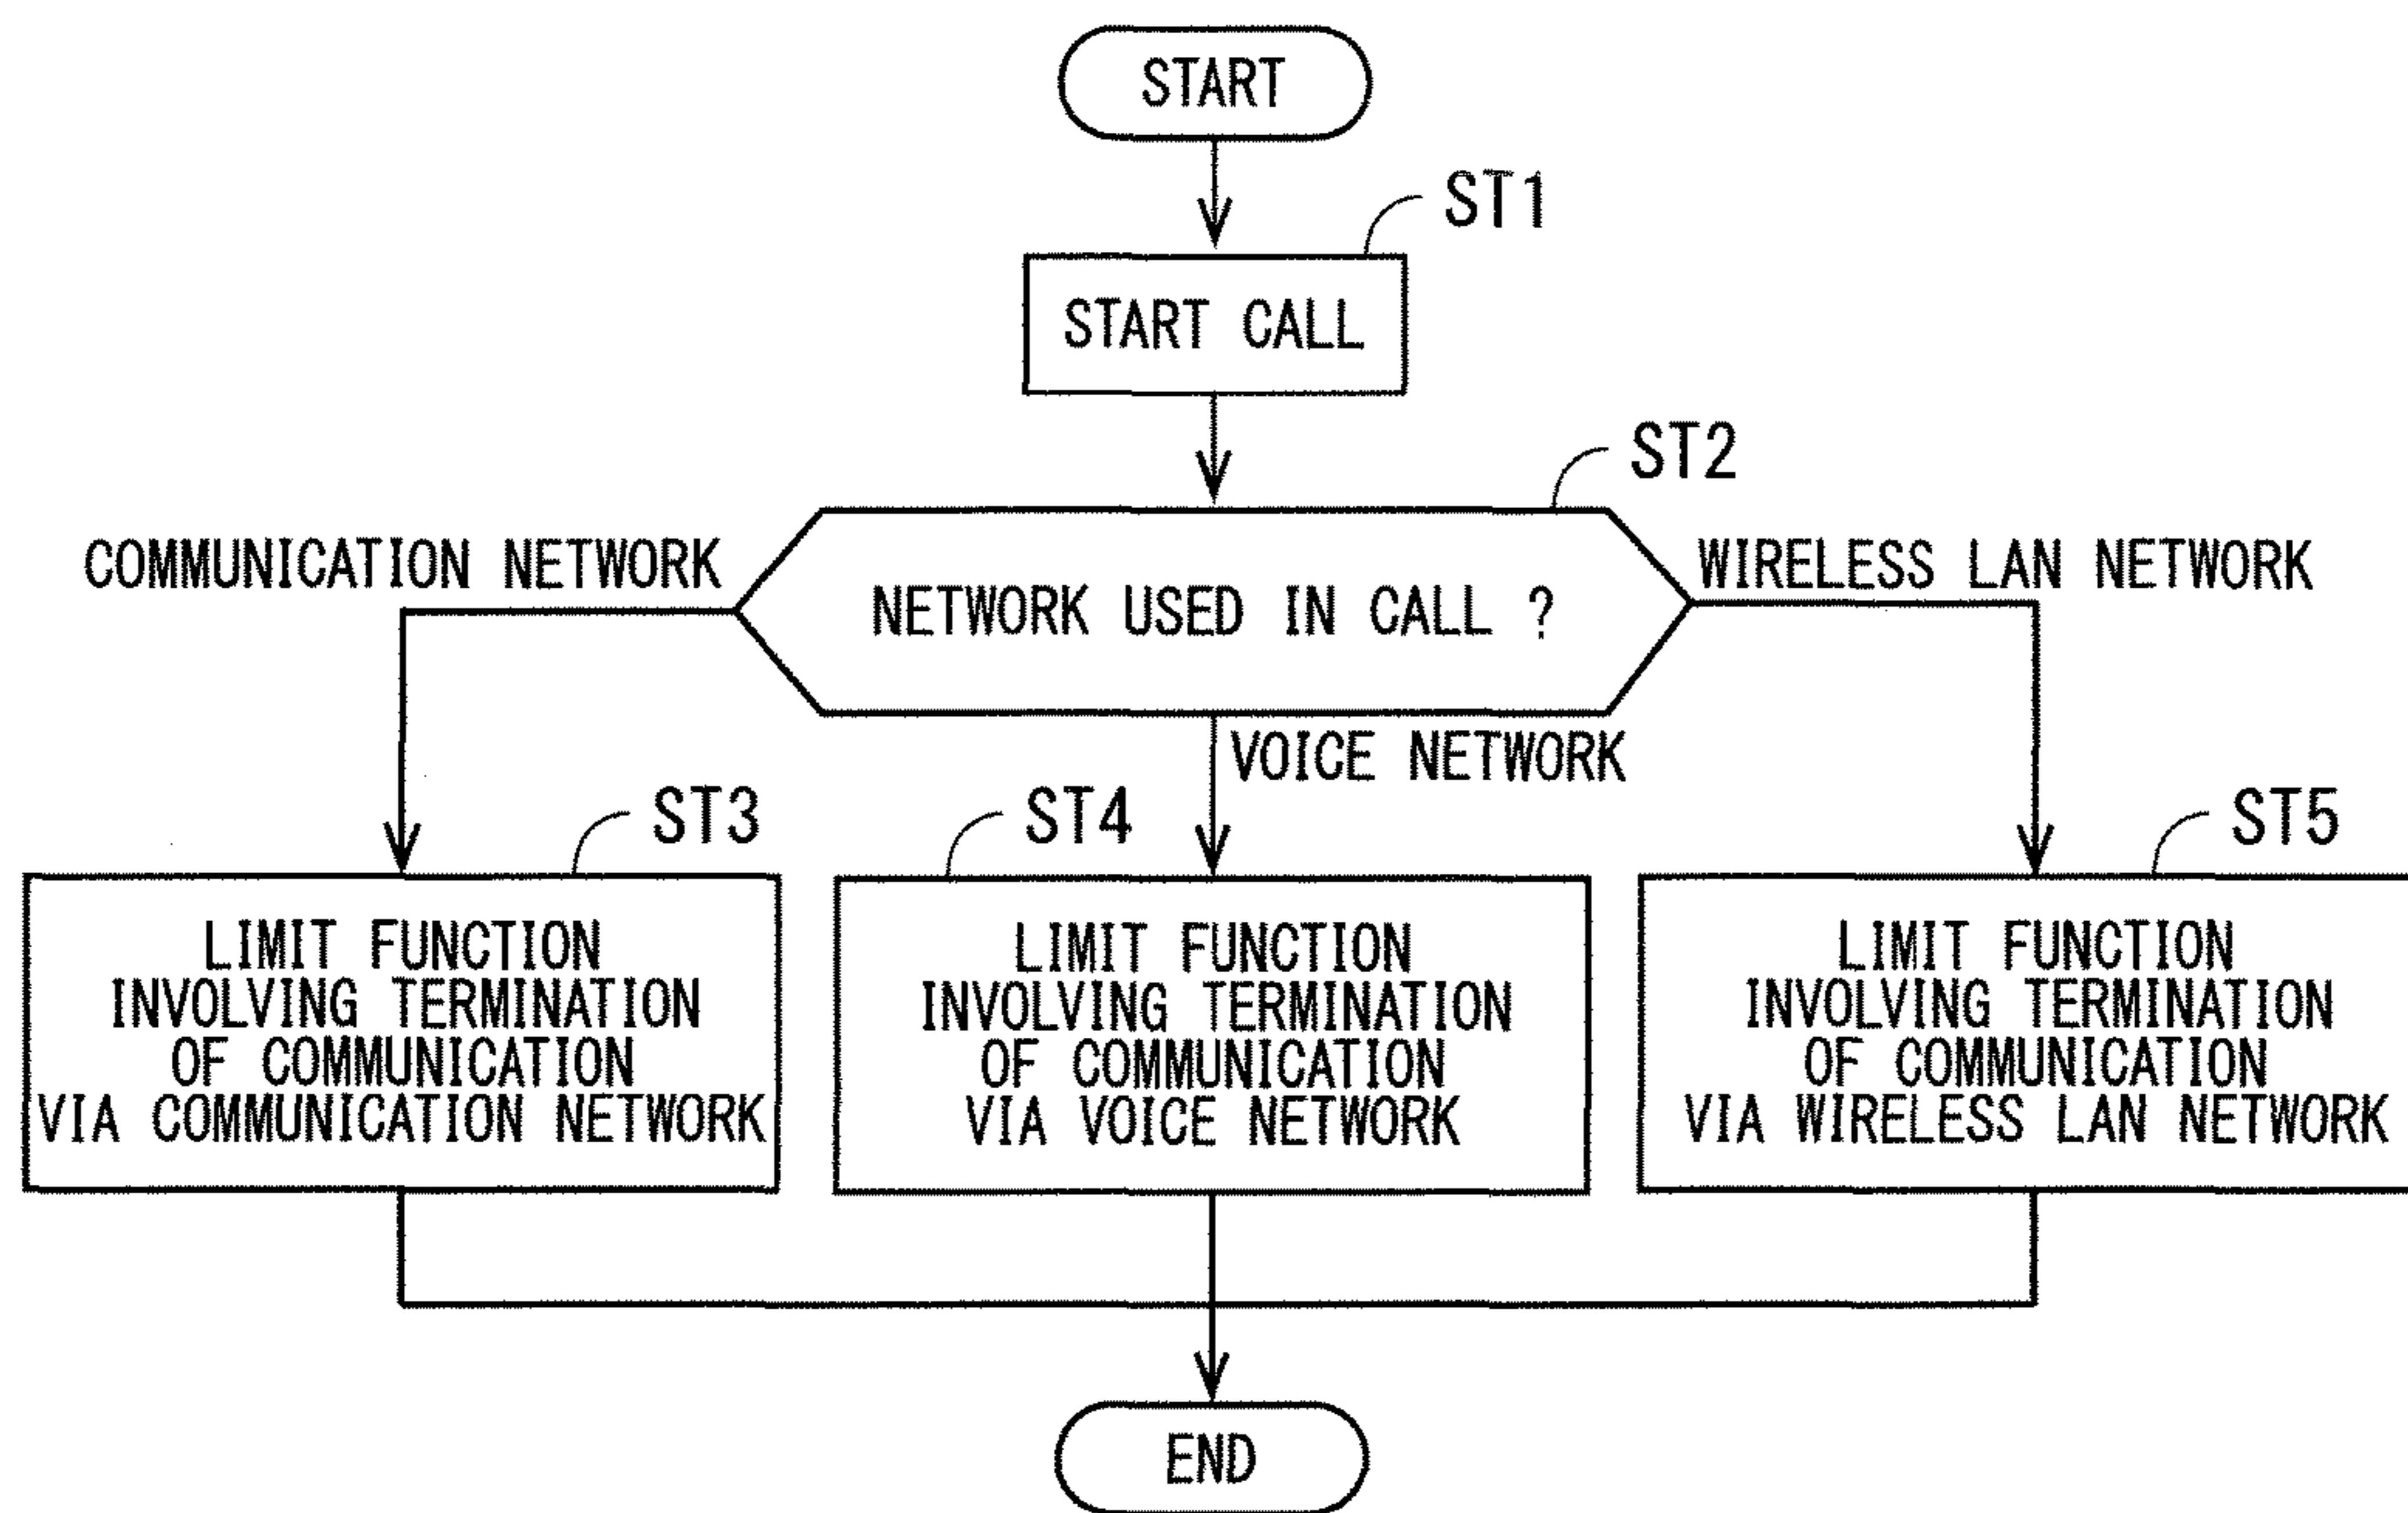 START
ST1
START CALL
ST2
COMMUNICATION NETWORK
NETWORK USED IN CALL ?
WIRELESS LAN NETWORK
VOICE NETWORK
ST3
LIMIT FUNCTION
INVOLVING TERMINATION
OF COMMUNICATION
VIA COMMUNICATION NETWORK
ST4
LIMIT FUNCTION
INVOLVING TERMINATION
OF COMMUNICATION
VIA VOICE NETWORK
ST5
LIMIT FUNCTION
INVOLVING TERMINATION
OF COMMUNICATION
VIA WIRELESS LAN NETWORK
END